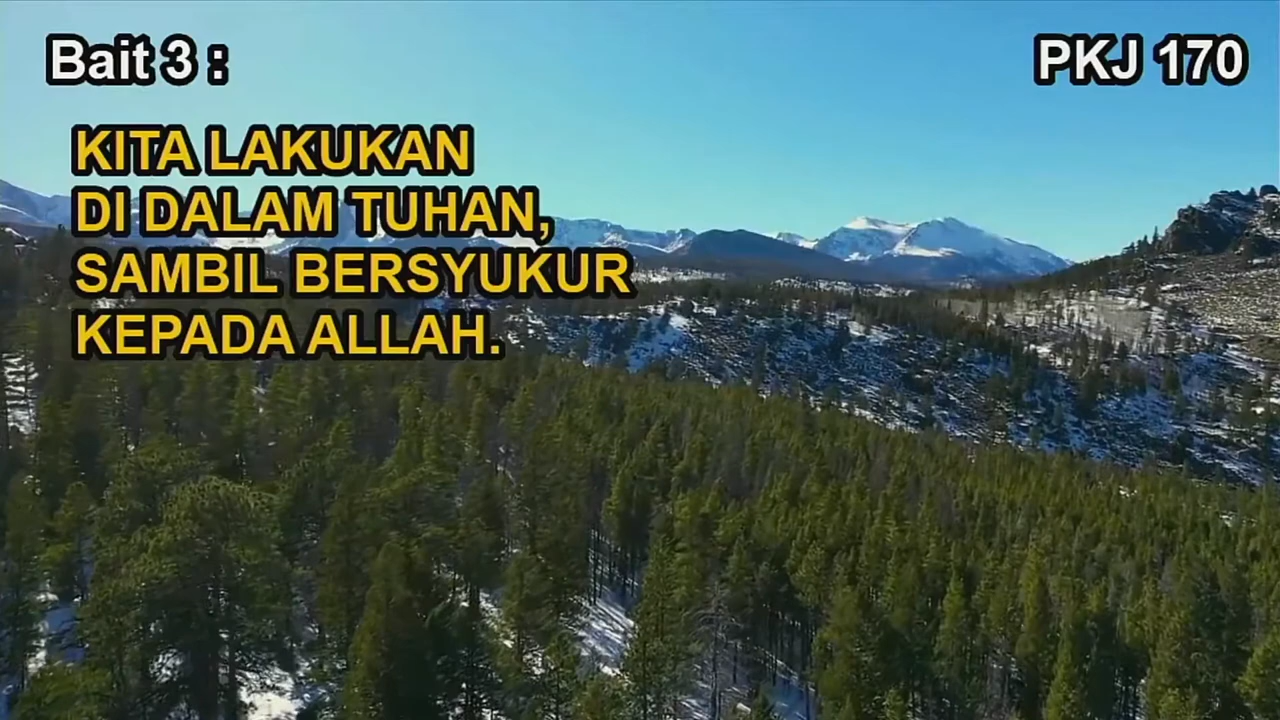 Bait 3 :
PKJ 170
KITA LAKUKAN
DI DALAM TUHAN,
SAMBIL BERSYUKUR
KEPADA ALLAH.